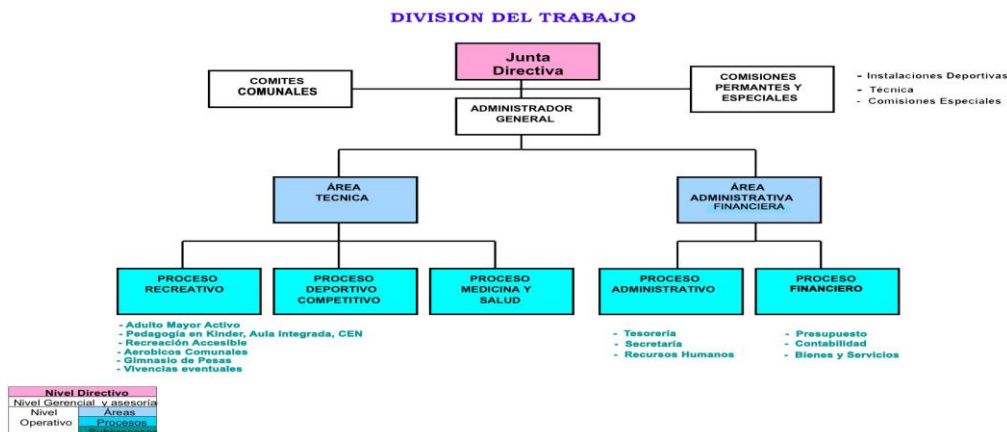 DIVISION DEL TRABAJO
Junta
Directiva
COMITES
COMUNALES
COMISIONES
PERMANTES Y
ESPECIALES
- Instalaciones Deportivas
- Técnica
- Comisiones Especiales
ADMINISTRADOR
GENERAL
ÁREA
TECNICA
ÁREA
ADMINISTRATIVA
FINANCIERA
PROCESO
RECREATIVO
PROCESO
DEPORTIVO
COMPETITIVO
PROCESO
MEDICINA Y
SALUD
PROCESO
ADMINISTRATIVO
PROCESO
FINANCIERO
- Adulto Mayor Activo
- Pedagogía en Kinder, Aula Integrada, CEN
- Recreación Accesible
- Aerobicos Comunales
- Gimnasio de Pesas
- Vivencias eventuales
- Tesorería
- Secretaría
- Recursos Humanos
- Presupuesto
- Contabilidad
- Bienes y Servicios
Nivel Directivo
Nivel Gerencial y asesoría
Nivel
Operativo
Áreas
Procesos